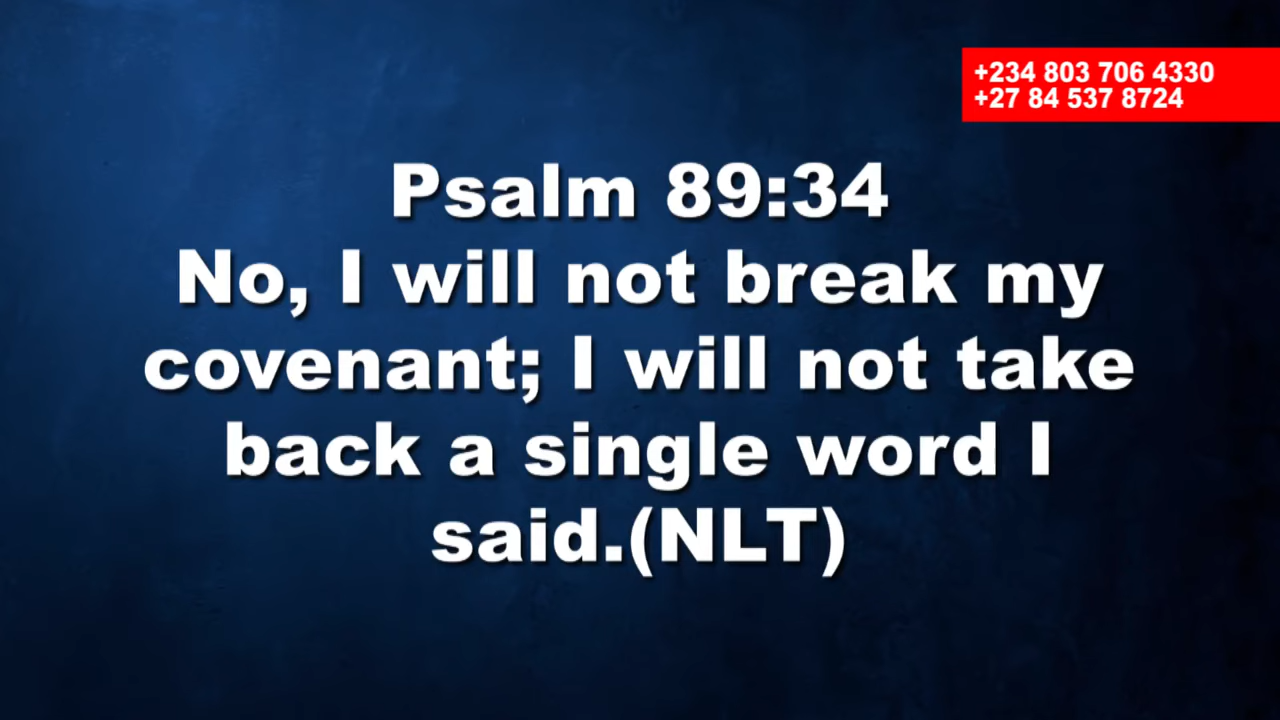 +234 803 706 4330
+27 84 537 8724
Psalm 89:34
No, I will not break my
covenant; I will not take
back a single word I
said.(NLT)